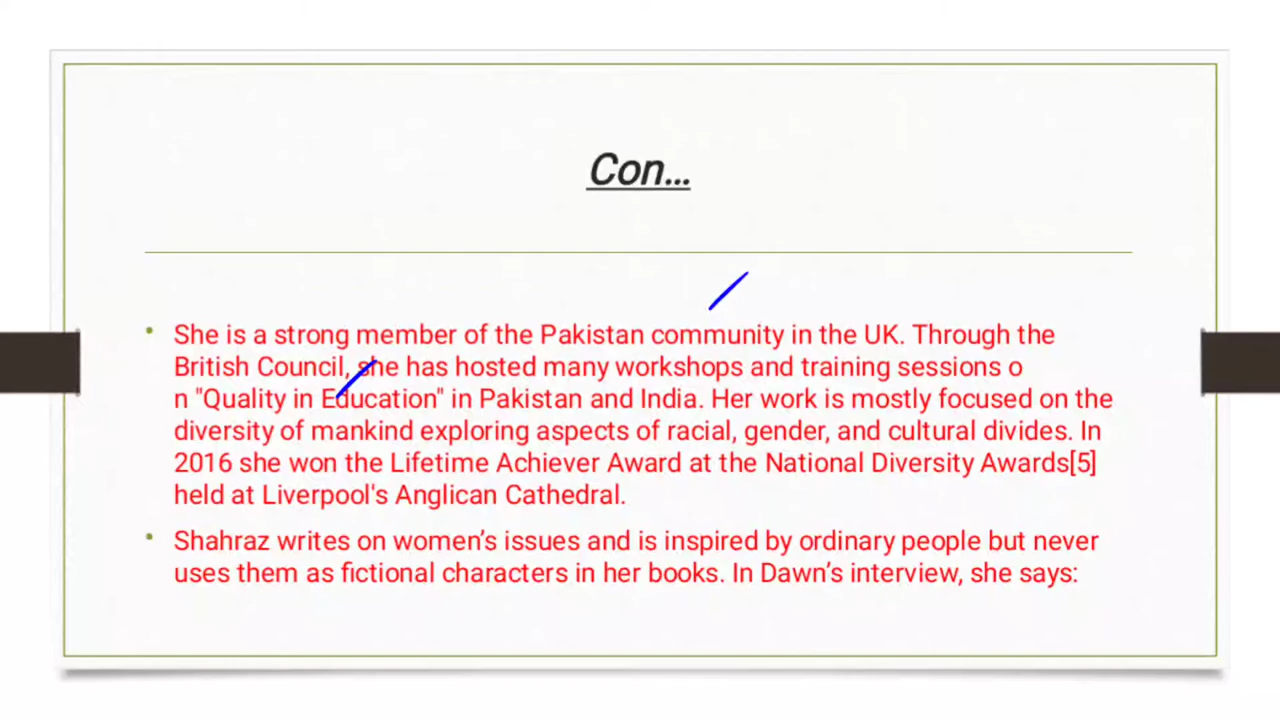 Con...
• She is a strong member of the Pakistan community in the UK. Through the
British Council, she has hosted many workshops and training sessions o
n "Quality in Education" in Pakistan and India. Her work is mostly focused on the
diversity of mankind exploring aspects of racial, gender, and cultural divides. In
2016 she won the Lifetime Achiever Award at the National Diversity Awards[5]
held at Liverpool's Anglican Cathedral.
• Shahraz writes on women’s issues and is inspired by ordinary people but never
uses them as fictional characters in her books. In Dawn’s interview, she says: